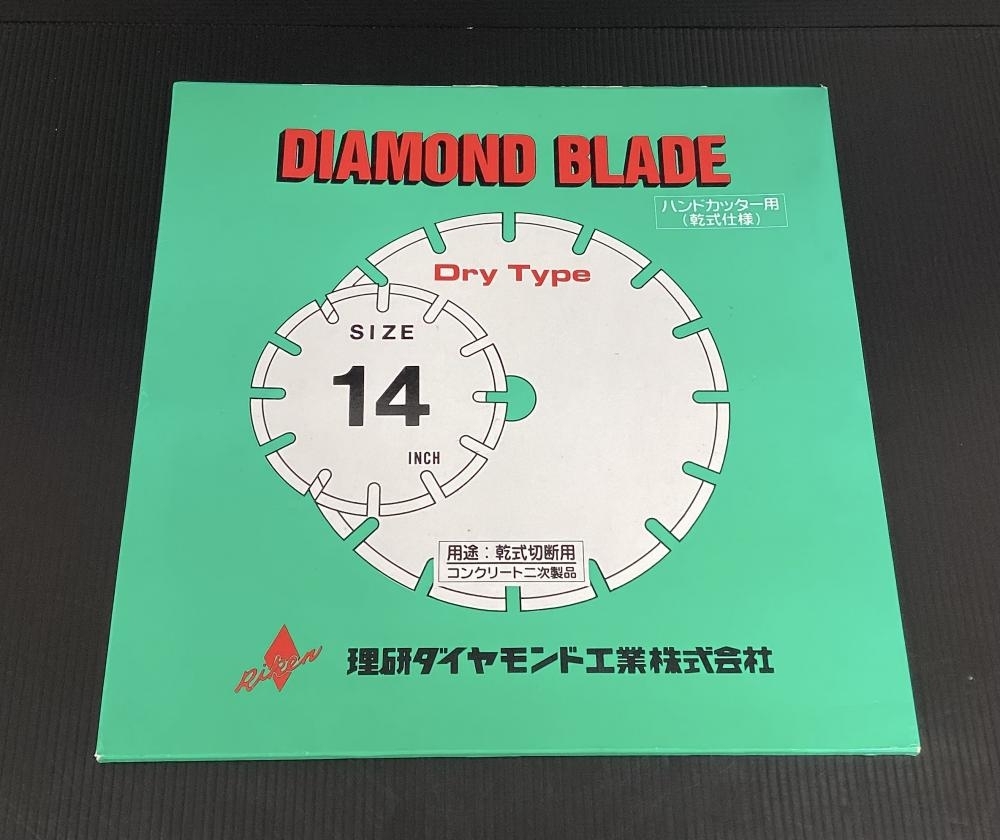 DIAMOND BLADE
ハンドカッター用
(乾式仕様)
Dry Type
SIZE
14
INCH
用途：乾式切断用
コンクリート二次製品
Riken
理研ダイヤモンド工業株式会社